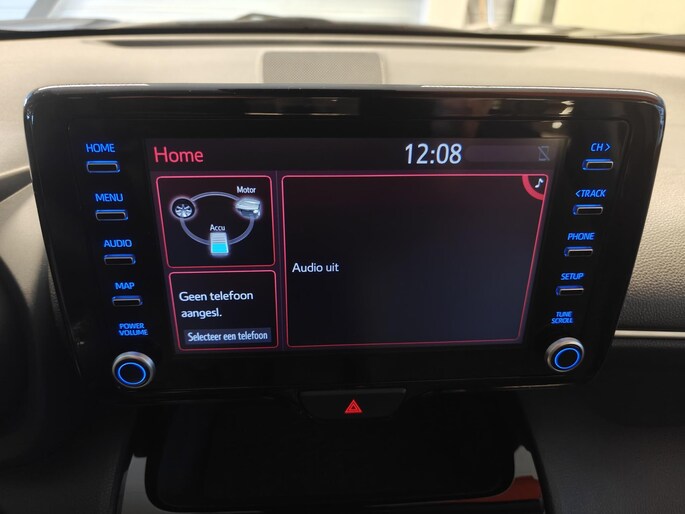 HOME
MENU
AUDIO
MAP
POWER
VOLUME
Home
12:08
Motor
Accu
Geen telefoon
aangesl.
Selecteer een telefoon
Audio uit
CH >
<TRACK
PHONE
SETUP
TUNE
SCROLL